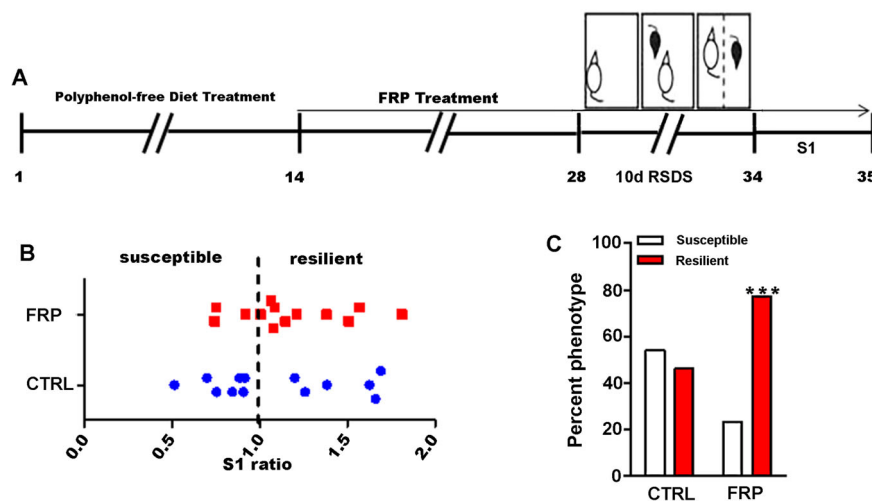 A
Polyphenol-free Diet Treatment
FRP Treatment
S1
1
14
28
10d RSDS
34
35
B
susceptible
resilient
FRP
CTRL
0.0
0.5
1.0
1.5
2.0
S1 ratio
C
Susceptible
Resilient
Percent phenotype
100
80
60
40
20
0
***
CTRL
FRP